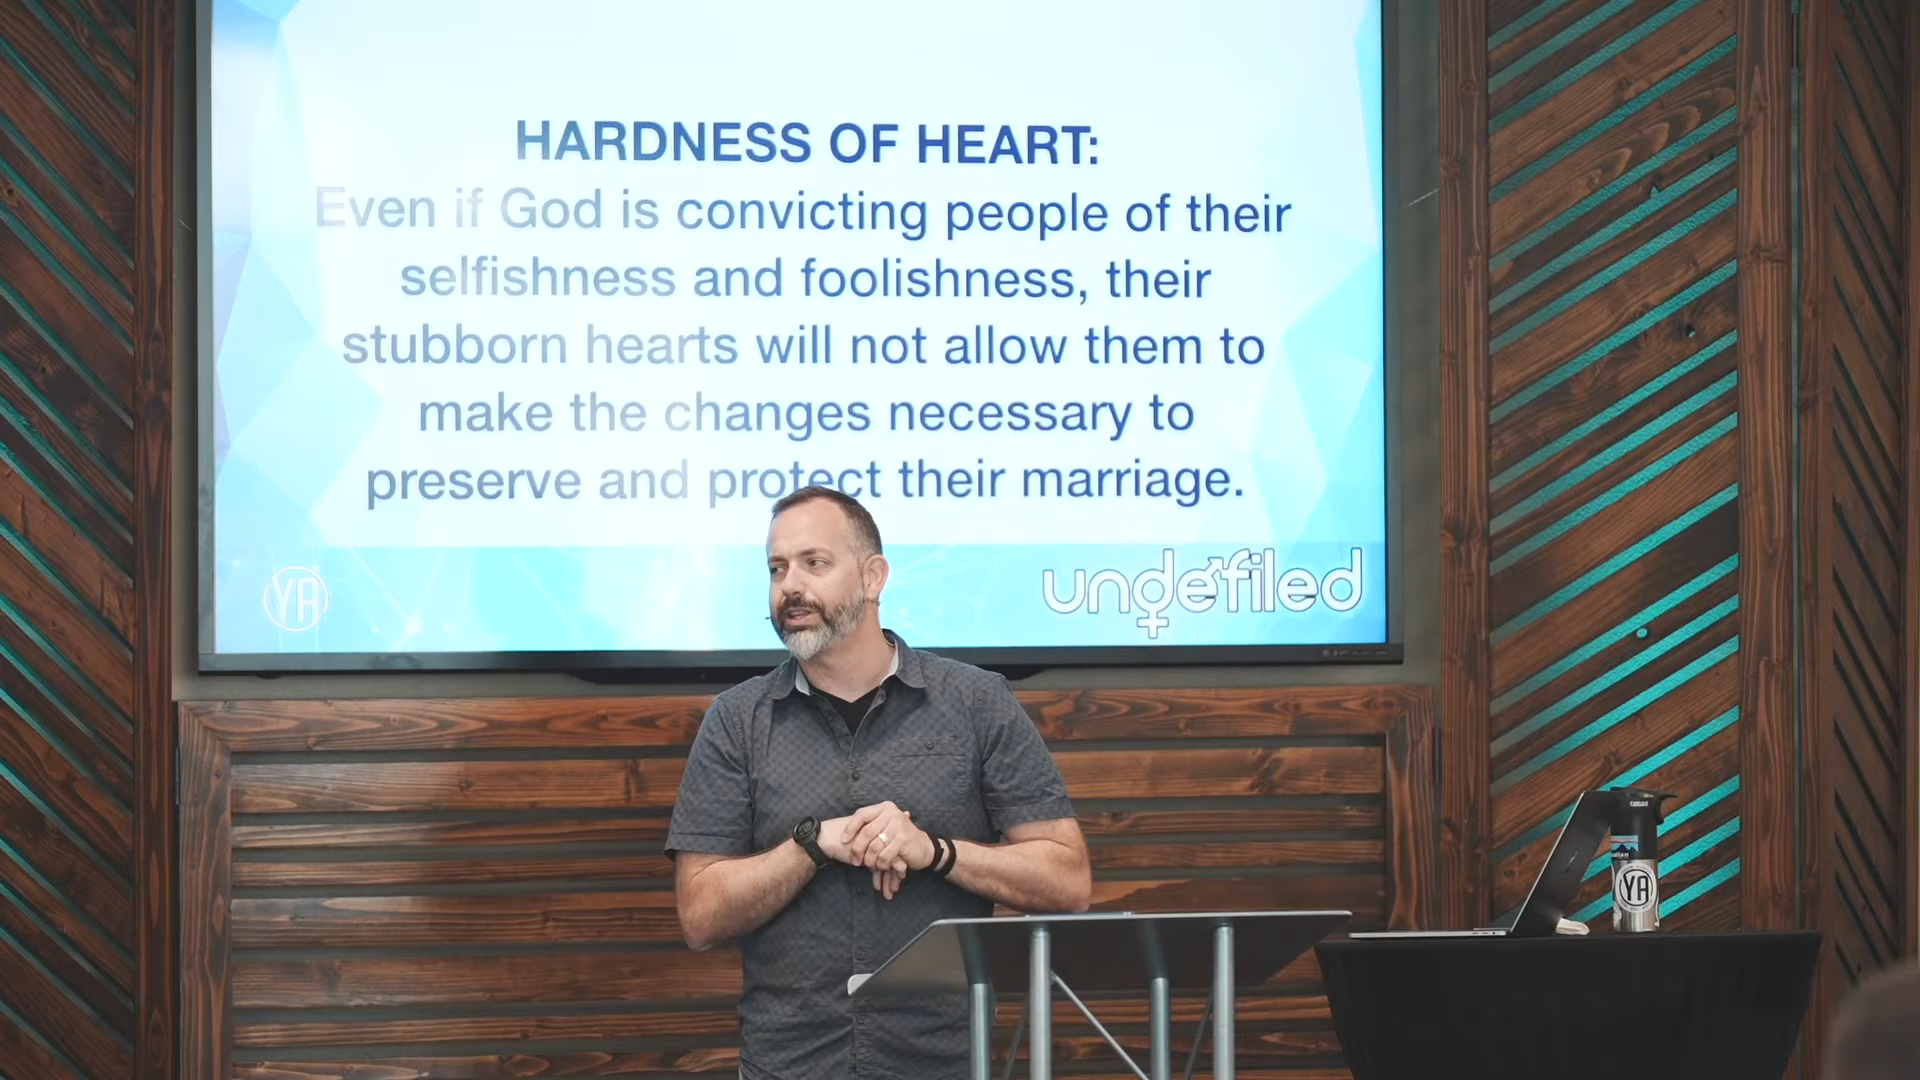 HARDNESS OF HEART:
Even if God is convicting people of their
selfishness and foolishness, their
stubborn hearts will not allow them to
make the changes necessary to
preserve and protect their marriage.
YA
undefiled
YA